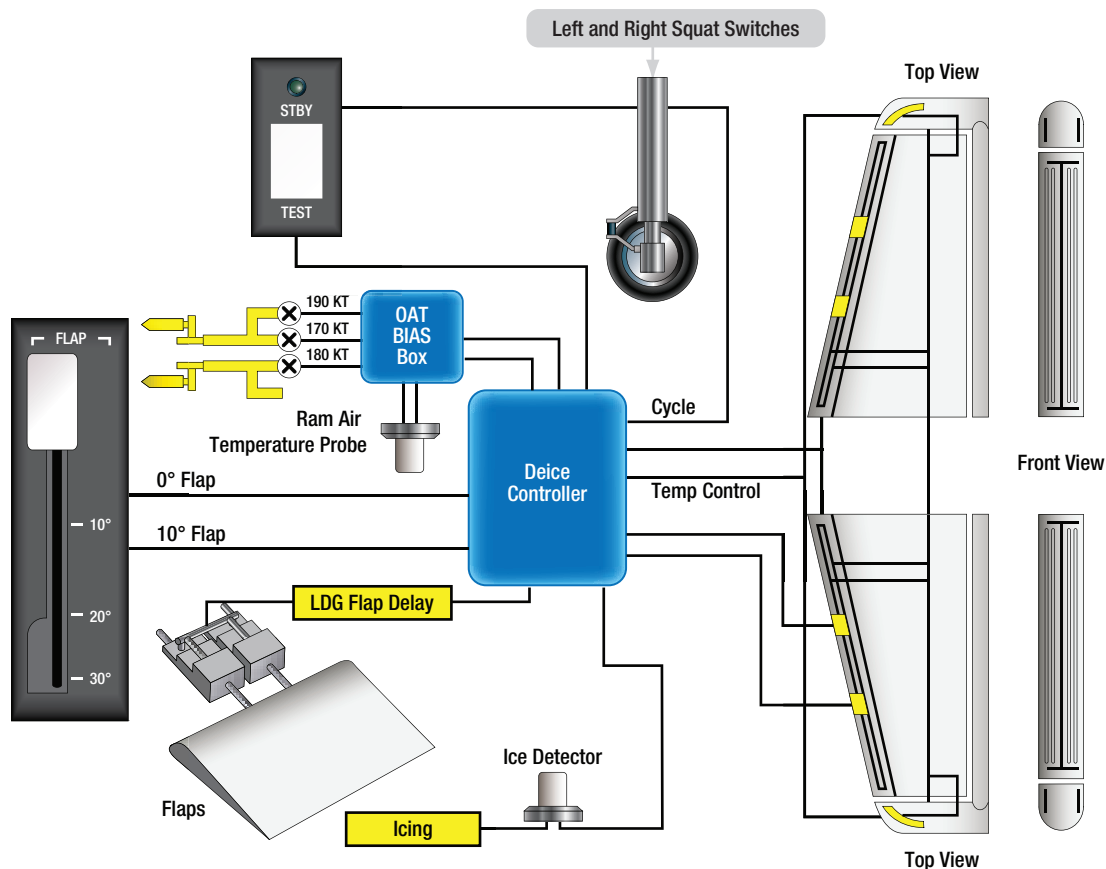 Left and Right Squat Switches
Top View
STBY
TEST
190 KT
170 KT
180 KT
OAT
BIAS
Box
FLAP
10°
20°
30°
Ram Air
Temperature Probe
Cycle
Deice
Controller
Temp Control
Front View
0° Flap
10° Flap
LDG Flap Delay
Flaps
Ice Detector
Icing
Top View